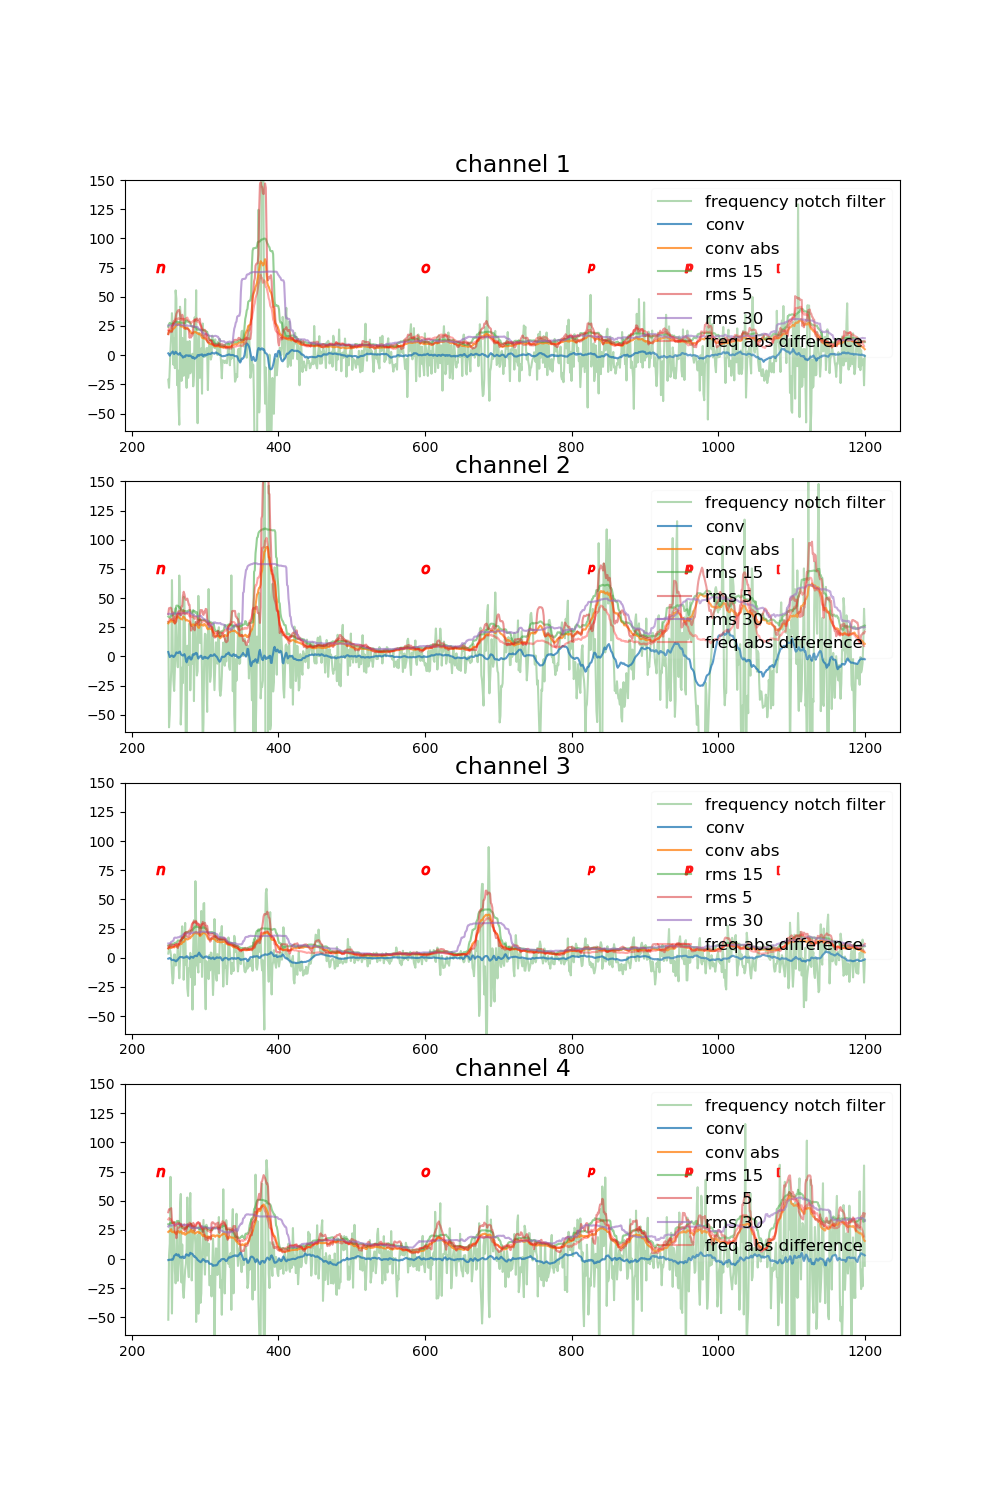 channel 1
150
125
100
75
50
25
0
−25
−50
n o p p [
frequency notch filter
conv
conv abs
rms 15
rms 5
rms 30
freq abs difference
200 400 600 800 1000 1200
channel 2
150
125
100
75
50
25
0
−25
−50
n o p p [
frequency notch filter
conv
conv abs
rms 15
rms 5
rms 30
freq abs difference
200 400 600 800 1000 1200
channel 3
150
125
100
75
50
25
0
−25
−50
n o p p [
frequency notch filter
conv
conv abs
rms 15
rms 5
rms 30
freq abs difference
200 400 600 800 1000 1200
channel 4
150
125
100
75
50
25
0
−25
−50
n o p p [
frequency notch filter
conv
conv abs
rms 15
rms 5
rms 30
freq abs difference
200 400 600 800 1000 1200